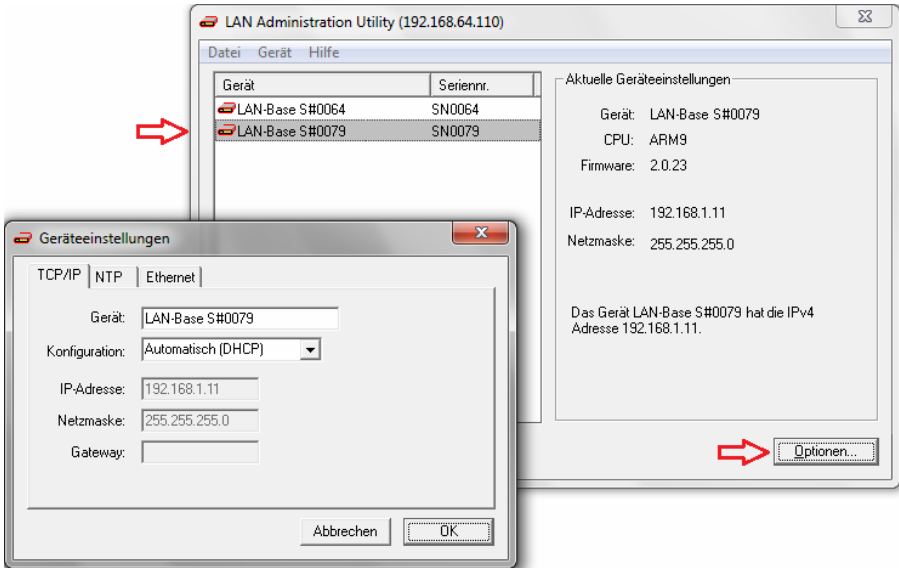 LAN Administration Utility (192.168.64.110)
Datei Gerät Hilfe
Gerät Seriennr.
LAN-Base S#0064 SN0064
LAN-Base S#0079 SN0079
Aktuelle Geräteeinstellungen
Gerät: LAN-Base S#0079
CPU: ARM9
Firmware: 2.0.23
IP-Adresse: 192.168.1.11
Netzmaske: 255.255.255.0
Das Gerät LAN-Base S#0079 hat die IPv4
Adresse 192.168.1.11.
Optionen...
Geräteeinstellungen
TCP/IP NTP Ethernet
Gerät: LAN-Base S#0079
Konfiguration: Automatisch (DHCP)
IP-Adresse: 192.168.1.11
Netzmaske: 255.255.255.0
Gateway:
Abbrechen OK